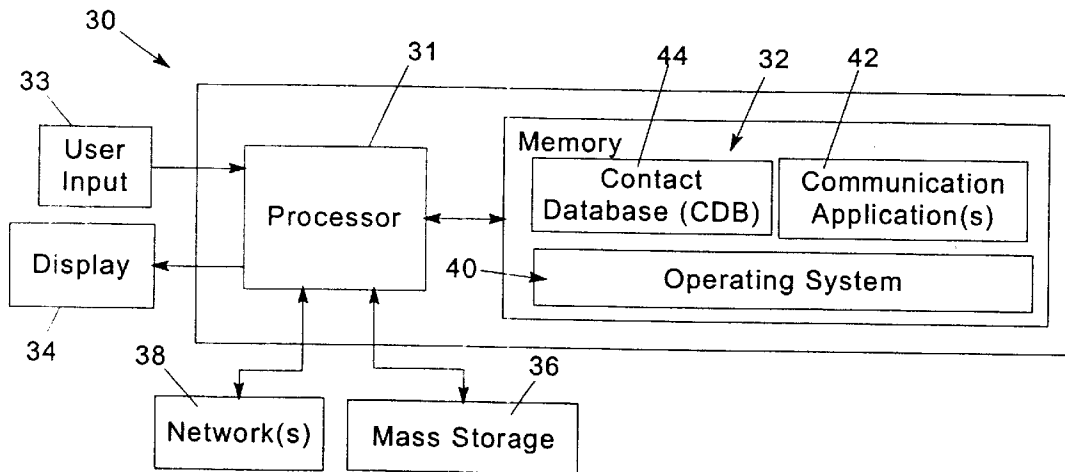 30
33
31
44
32
42
User
Input
Processor
Memory
Contact
Database (CDB)
Communication
Application(s)
Display
40
Operating System
34
38
36
Network(s)
Mass Storage